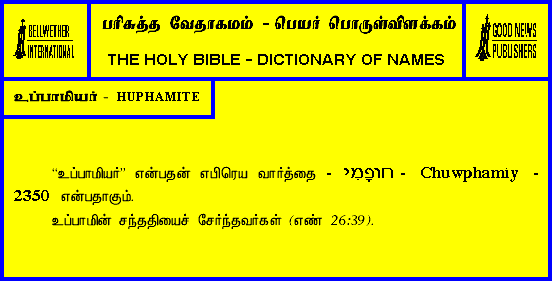 BELLWETHER
INTERNATIONAL
பரிசுத்த வேதாகமம் - பெயர் பொருள்விளக்கம்
THE HOLY BIBLE - DICTIONARY OF NAMES
GOOD NEWS
PUBLISHERS
உப்பாமியர் - HUPHAMITE
“உப்பாமியர்” என்பதன் எபிரெய வார்த்தை - חוּפָמִי - Chuwphamiy -
2350 என்பதாகும்.
உப்பாமின் சந்ததியைச் சேர்ந்தவர்கள் (எண் 26:39).